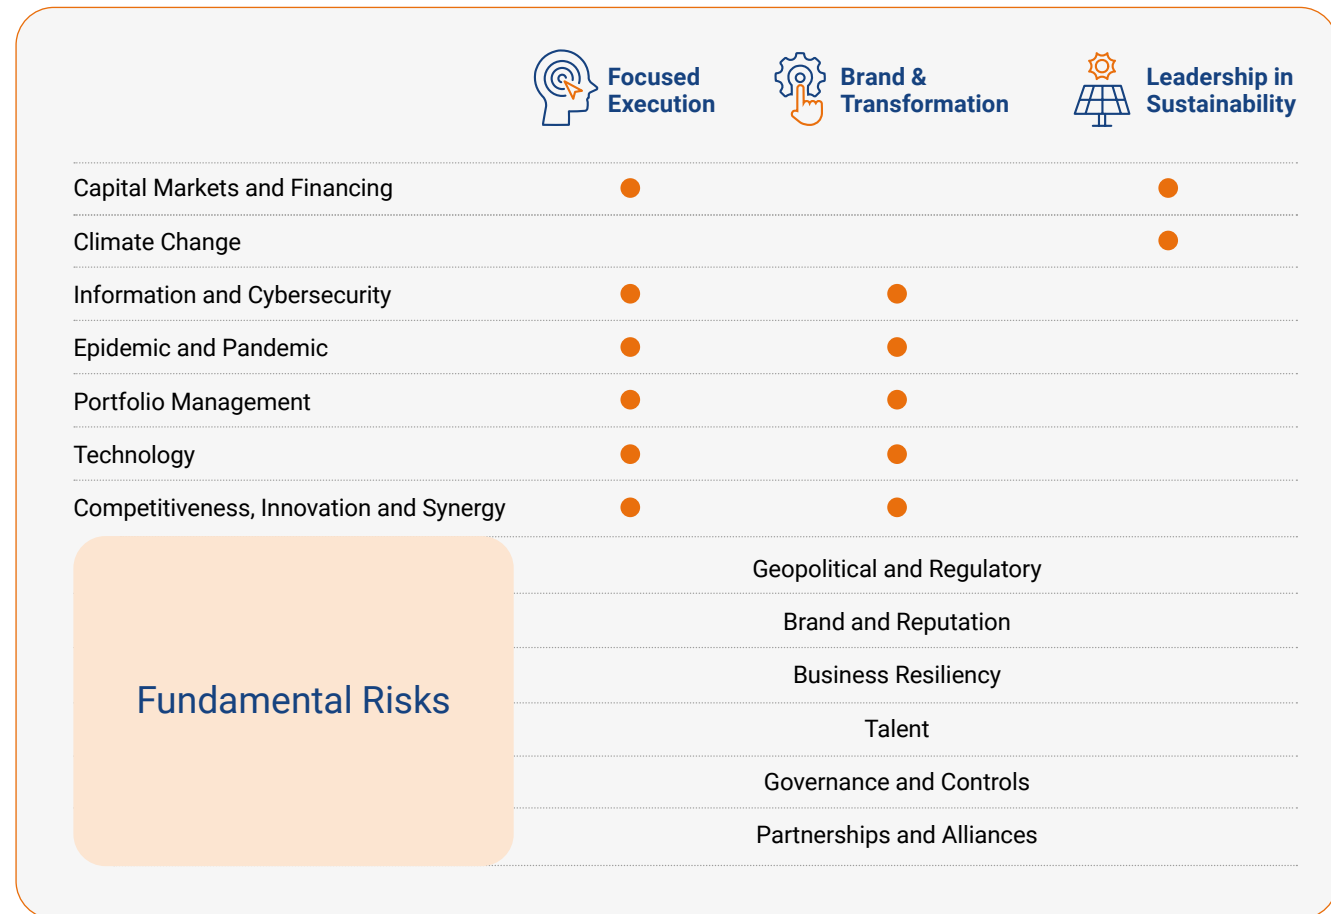 Focused
Execution
Brand &
Transformation
Leadership in
Sustainability
Capital Markets and Financing
Climate Change
Information and Cybersecurity
Epidemic and Pandemic
Portfolio Management
Technology
Competitiveness, Innovation and Synergy
Fundamental Risks
Geopolitical and Regulatory
Brand and Reputation
Business Resiliency
Talent
Governance and Controls
Partnerships and Alliances